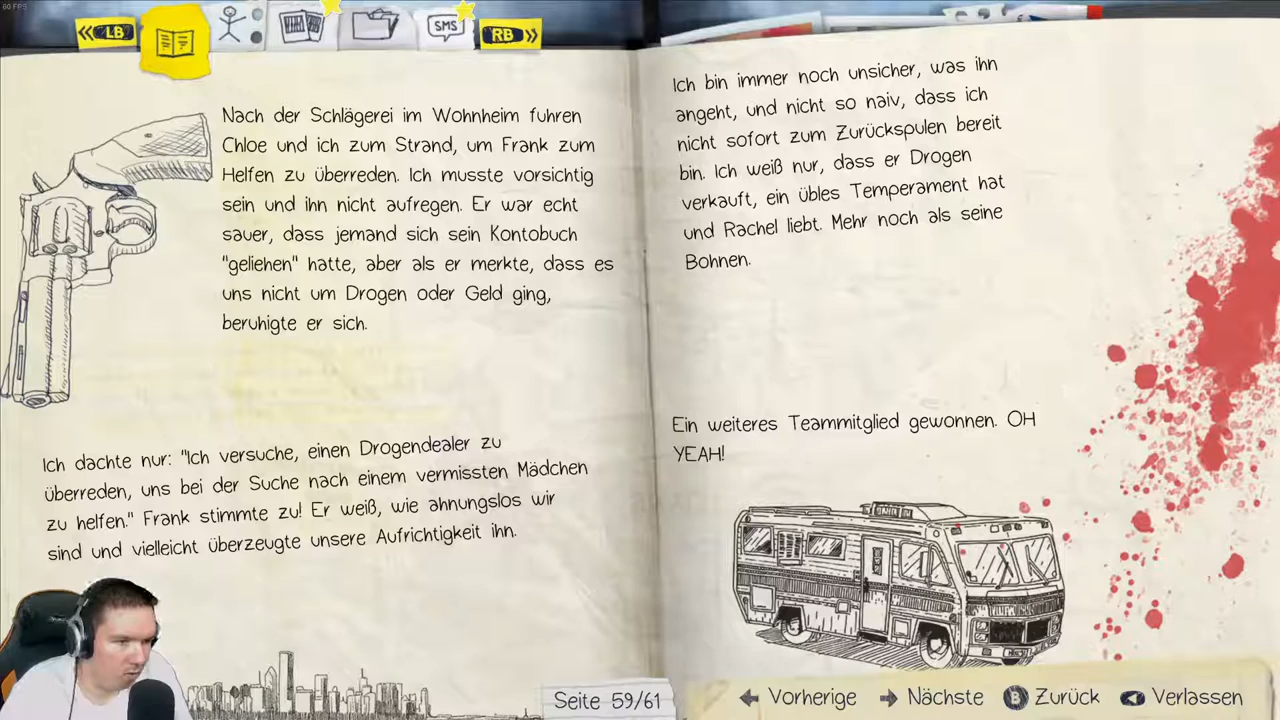 60 FPS
LB
SMS
RB
Nach der Schlägerei im Wohnheim fuhren
Chloe und ich zum Strand, um Frank zum
Helfen zu überreden. Ich musste vorsichtig
sein und ihn nicht aufregen. Er war echt
sauer, dass jemand sich sein Kontobuch
"geliehen" hatte, aber als er merkte, dass es
uns nicht um Drogen oder Geld ging,
beruhigte er sich.
Ich dachte nur: "Ich versuche, einen Drogendealer zu
überreden, uns bei der Suche nach einem vermissten Mädchen
zu helfen." Frank stimmte zu! Er weiß, wie ahnungslos wir
sind und vielleicht überzeugte unsere Aufrichtigkeit ihn.
Ich bin immer noch unsicher, was ihn
angeht, und nicht so naiv, dass ich
nicht sofort zum Zurückspulen bereit
bin. Ich weiß nur, dass er Drogen
verkauft, ein übles Temperament hat
und Rachel liebt. Mehr noch als seine
Bohnen.
Ein weiteres Teammitglied gewonnen. OH
YEAH!
Seite 59/61
Vorherige
Nächste
B Zurück
Verlassen